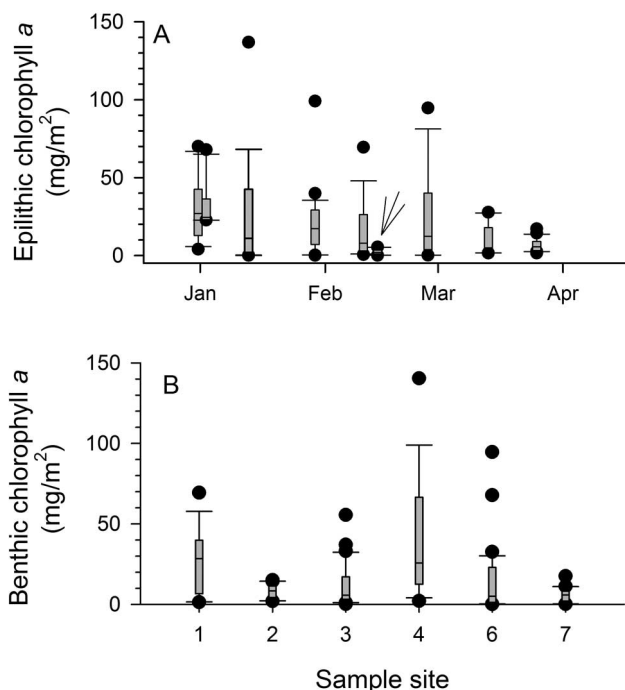 A
Epilithic chlorophyll a
(mg/m²)
150
100
50
0
Jan Feb Mar Apr
B
Benthic chlorophyll a
(mg/m²)
150
100
50
0
1 2 3 4 6 7
Sample site